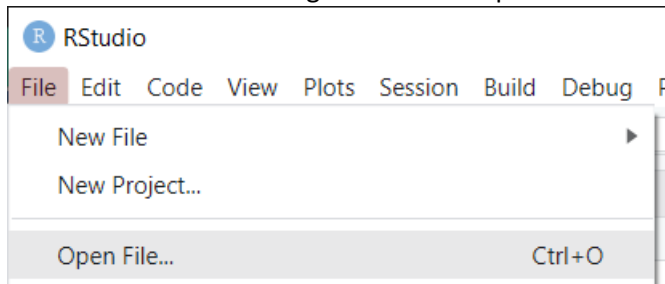 R RStudio
File Edit Code View Plots Session Build Debug
New File
New Project...
Open File... Ctrl+O